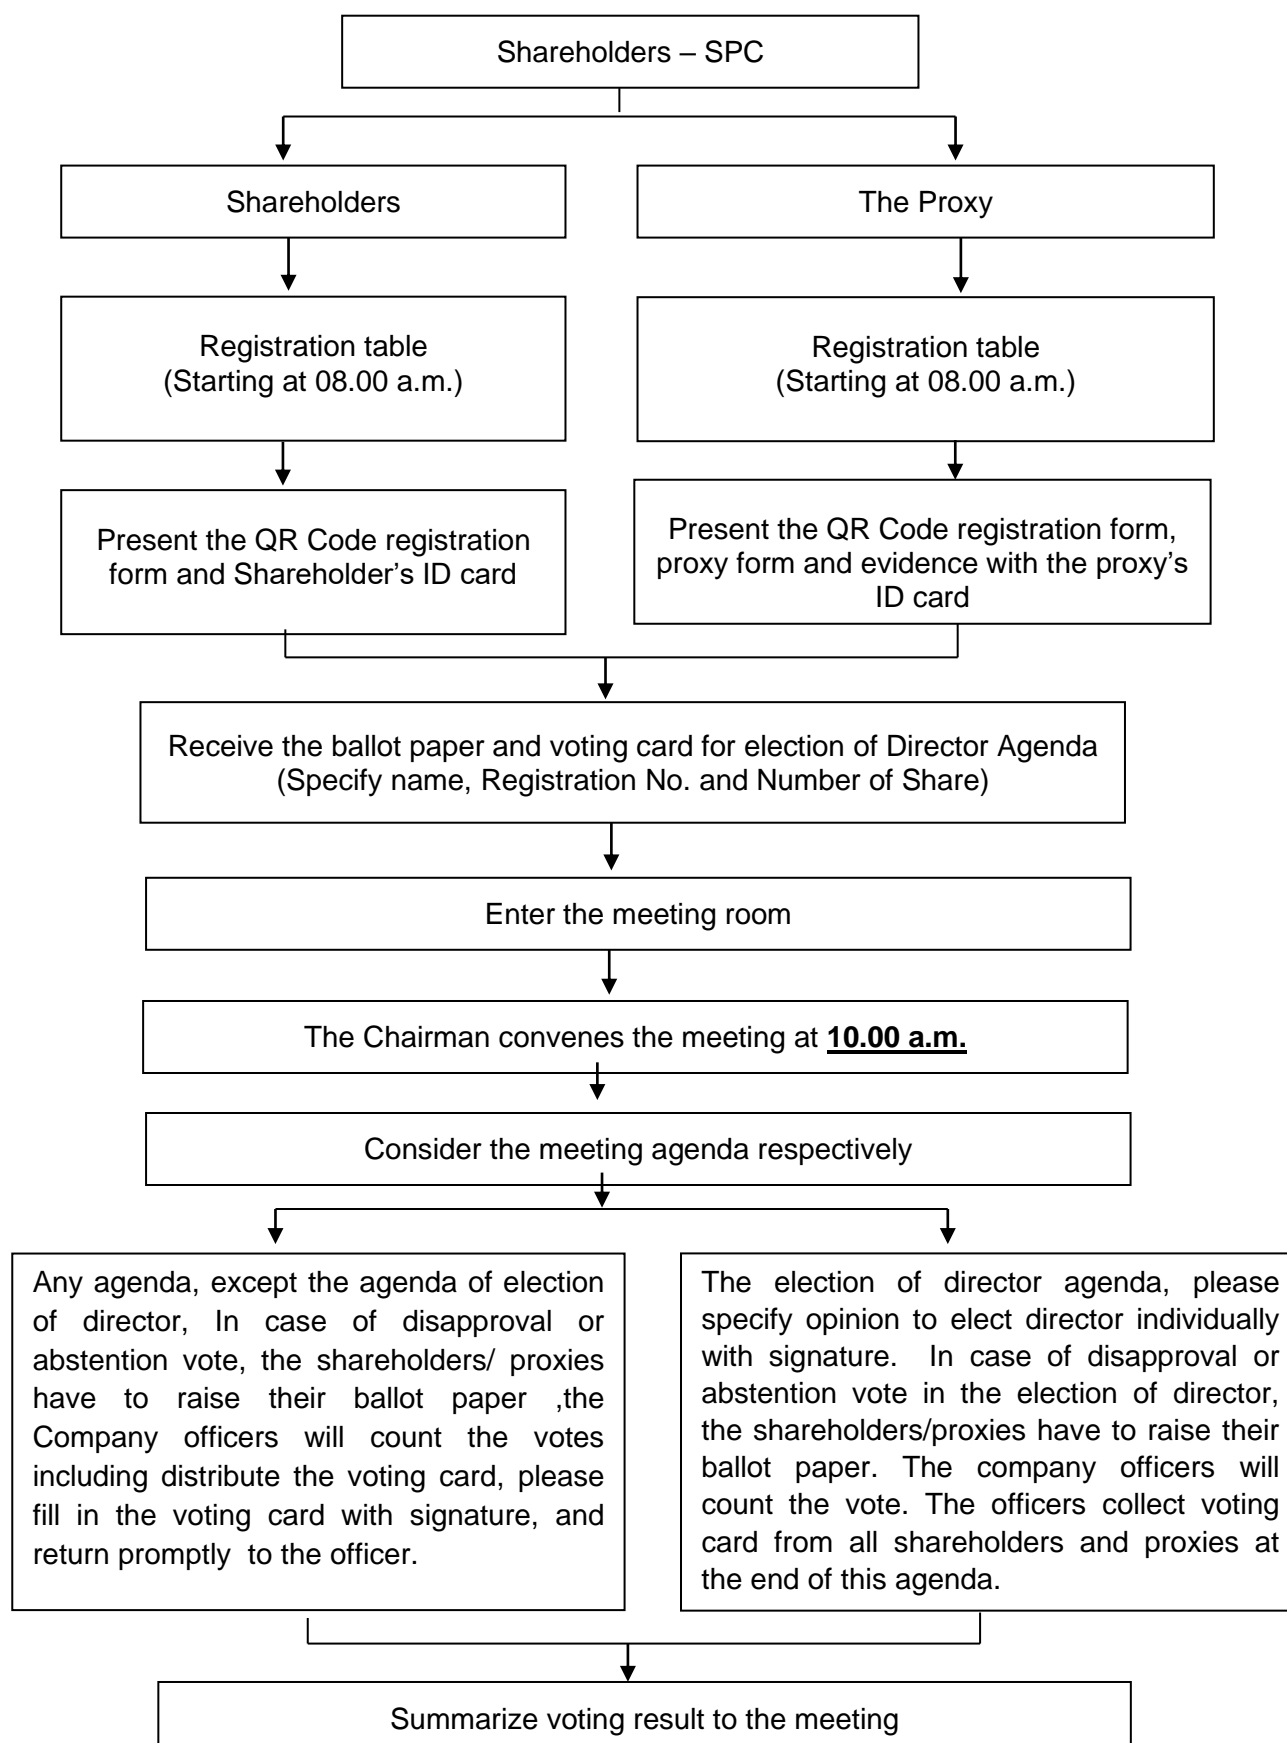 Shareholders – SPC
Shareholders
The Proxy
Registration table
(Starting at 08.00 a.m.)
Registration table
(Starting at 08.00 a.m.)
Present the QR Code registration
form and Shareholder’s ID card
Present the QR Code registration form,
proxy form and evidence with the proxy’s
ID card
Receive the ballot paper and voting card for election of Director Agenda
(Specify name, Registration No. and Number of Share)
Enter the meeting room
The Chairman convenes the meeting at 10.00 a.m.
Consider the meeting agenda respectively
Any agenda, except the agenda of election
of director, In case of disapproval or
abstention vote, the shareholders/ proxies
have to raise their ballot paper ,the
Company officers will count the votes
including distribute the voting card, please
fill in the voting card with signature, and
return promptly to the officer.
The election of director agenda, please
specify opinion to elect director individually
with signature. In case of disapproval or
abstention vote in the election of director,
the shareholders/proxies have to raise their
ballot paper. The company officers will
count the vote. The officers collect voting
card from all shareholders and proxies at
the end of this agenda.
Summarize voting result to the meeting